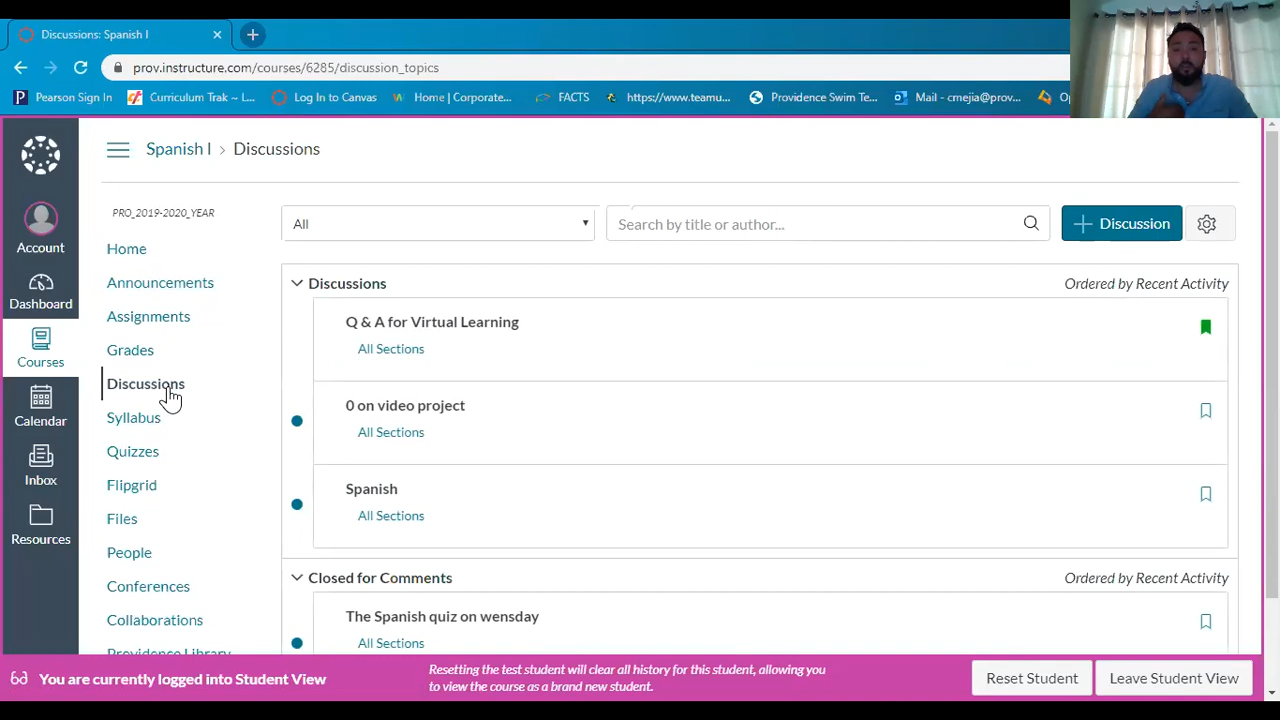 Discussions: Spanish I
prov.instructure.com/courses/6285/discussion_topics
Pearson Sign In
Curriculum Trak ~ L...
Log In to Canvas
Home | Corporate...
FACTS
https://www.teamu...
Providence Swim Te...
Mail - cmejia@prov...
Spanish I > Discussions
PRO_2019-2020_YEAR
All
Search by title or author...
+ Discussion
Account
Dashboard
Courses
Calendar
Inbox
Resources
Home
Announcements
Assignments
Grades
Discussions
Syllabus
Quizzes
Flipgrid
Files
People
Conferences
Collaborations
Providence Library
Discussions
Ordered by Recent Activity
Q & A for Virtual Learning
All Sections
0 on video project
All Sections
Spanish
All Sections
Closed for Comments
Ordered by Recent Activity
The Spanish quiz on wensday
All Sections
You are currently logged into Student View
Resetting the test student will clear all history for this student, allowing you
to view the course as a brand new student.
Reset Student
Leave Student View